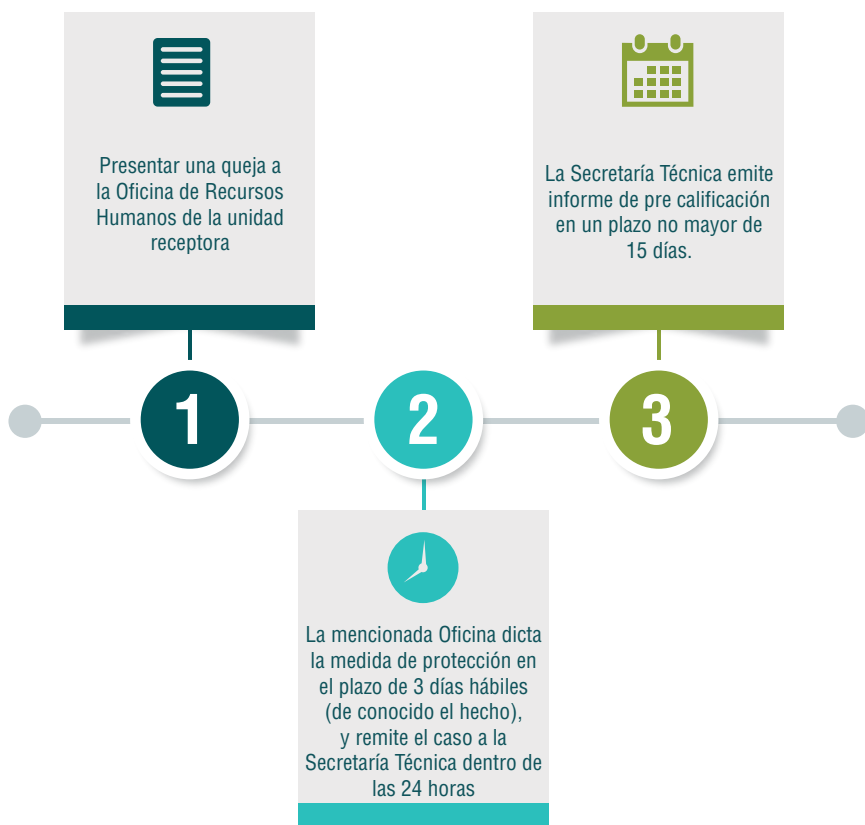 Presentar una queja a
la Oficina de Recursos
Humanos de la unidad
receptora
1
La mencionada Oficina dicta
la medida de protección en
el plazo de 3 días hábiles
(de conocido el hecho),
y remite el caso a la
Secretaría Técnica dentro de
las 24 horas
2
La Secretaría Técnica emite
informe de pre calificación
en un plazo no mayor de
15 días.
3